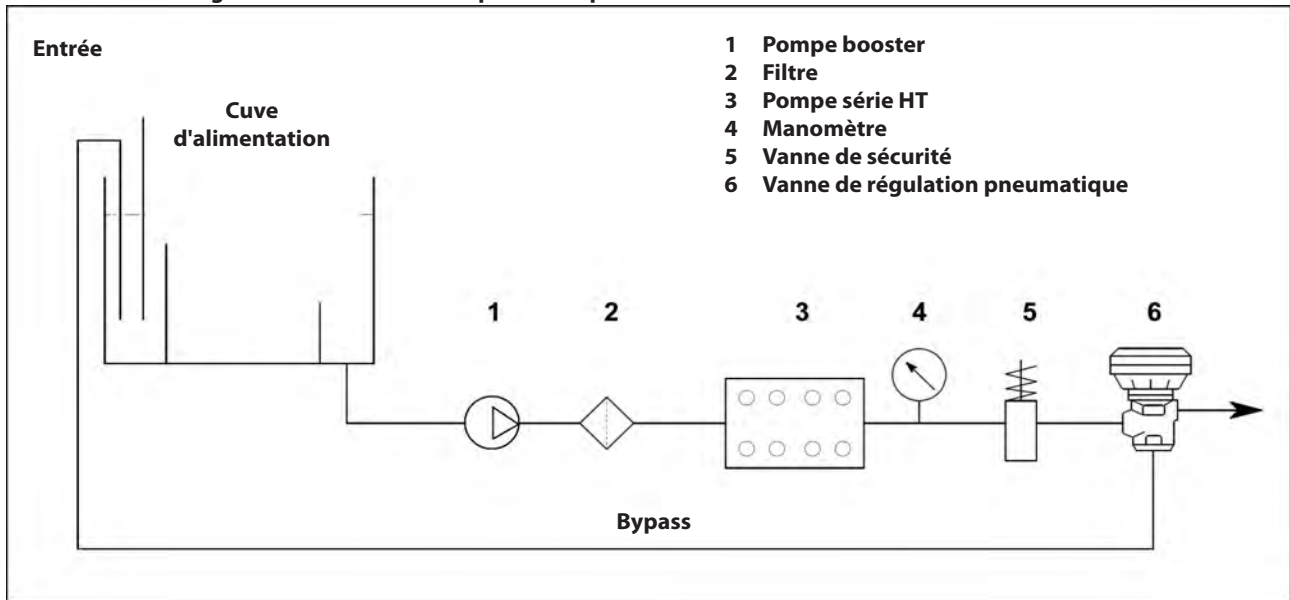 Entrée
Cuve
d'alimentation
1 Pompe booster
2 Filtre
3 Pompe série HT
4 Manomètre
5 Vanne de sécurité
6 Vanne de régulation pneumatique
1 2 3 4 5 6
Bypass